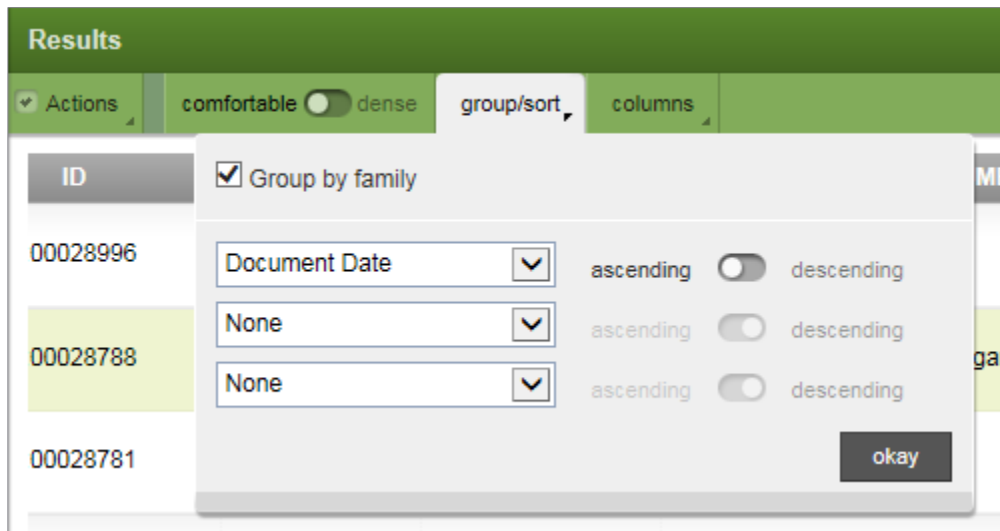 Results
Actions comfortable dense group/sort columns
ID
Group by family
00028996
Document Date ascending descending
None ascending descending
00028788
None ascending descending
00028781
okay